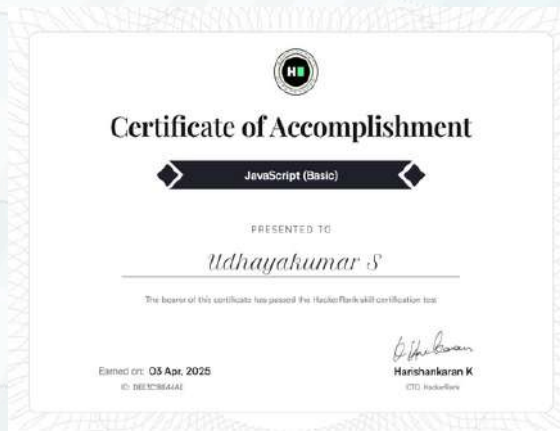 H
Certificate of Accomplishment
JavaScript (Basic)
PRESENTED TO
Udhayakumar S
The bearer of this certificate has passed the HackerRank skill certification test
Earned on: 03 Apr, 2025
Harishankaran K
ID:
CTO, HackerRank